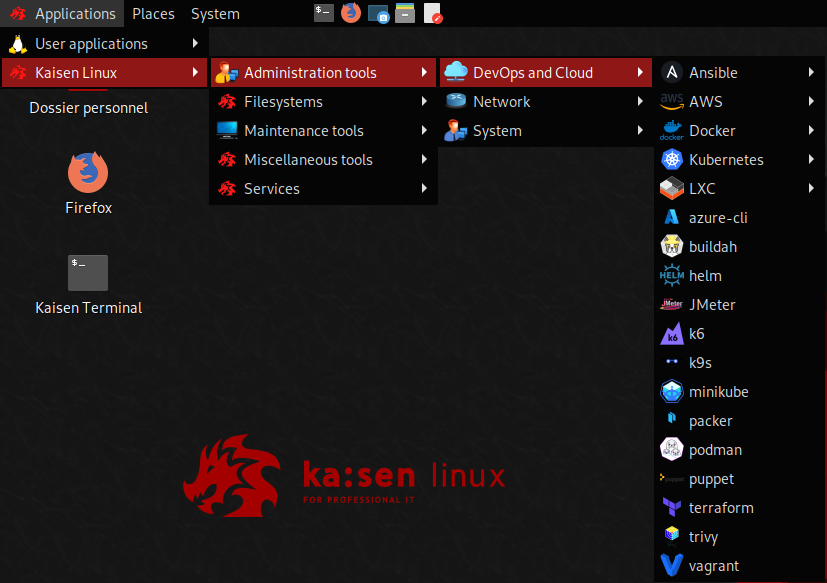 Applications Places System
User applications
Kaisen Linux
Dossier personnel
Firefox
$-
Kaisen Terminal
Administration tools
Filesystems
Maintenance tools
Miscellaneous tools
Services
DevOps and Cloud
Network
System
Ansible
aws AWS
docker Docker
Kubernetes
LXC
azure-cli
buildah
HELM helm
JMeter JMeter
k6 k6
k9s
minikube
packer
podman
puppet puppet
terraform
trivy
vagrant
ka:sen linux
FOR PROFESSIONAL IT